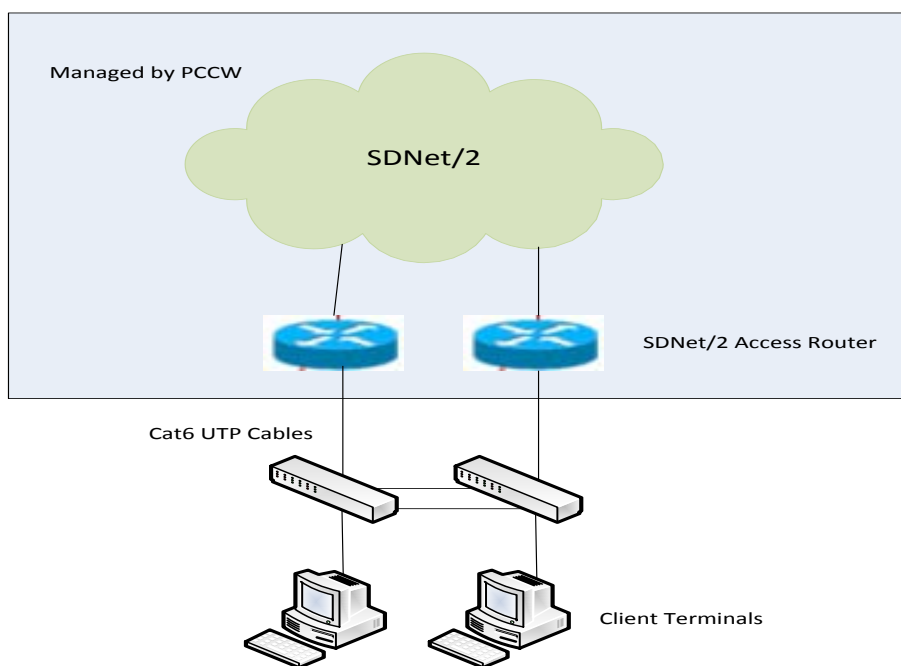 Managed by PCCW
SDNet/2
SDNet/2 Access Router
Cat6 UTP Cables
Client Terminals